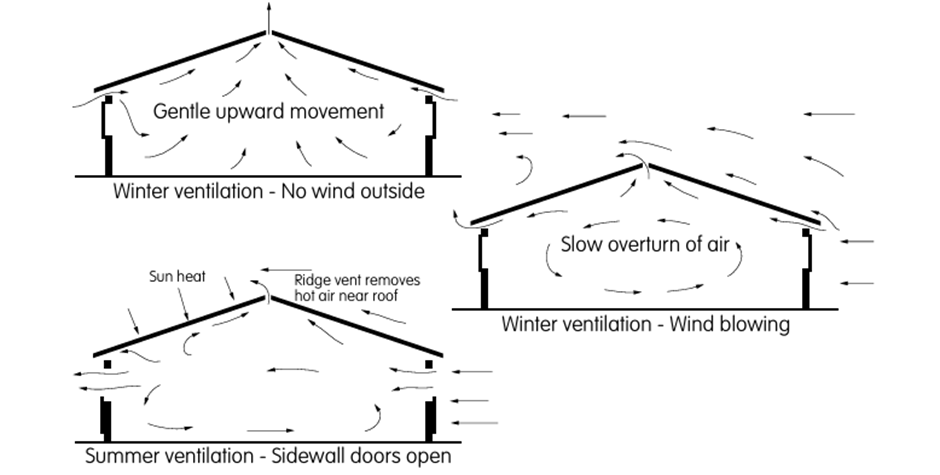 Gentle upward movement
Winter ventilation - No wind outside
Slow overturn of air
Winter ventilation - Wind blowing
Sun heat
Ridge vent removes
hot air near roof
Summer ventilation - Sidewall doors open